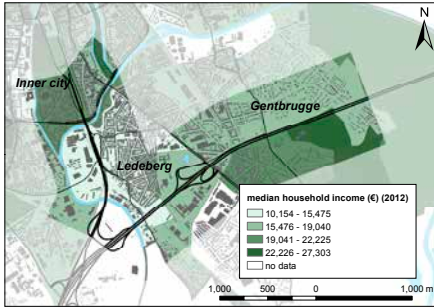 N
Inner city
Gentbrugge
Ledeberg
median household income (€) (2012)
10,154 - 15,475
15,476 - 19,040
19,041 - 22,225
22,226 - 27,303
no data
1,000 500 0 1,000 m